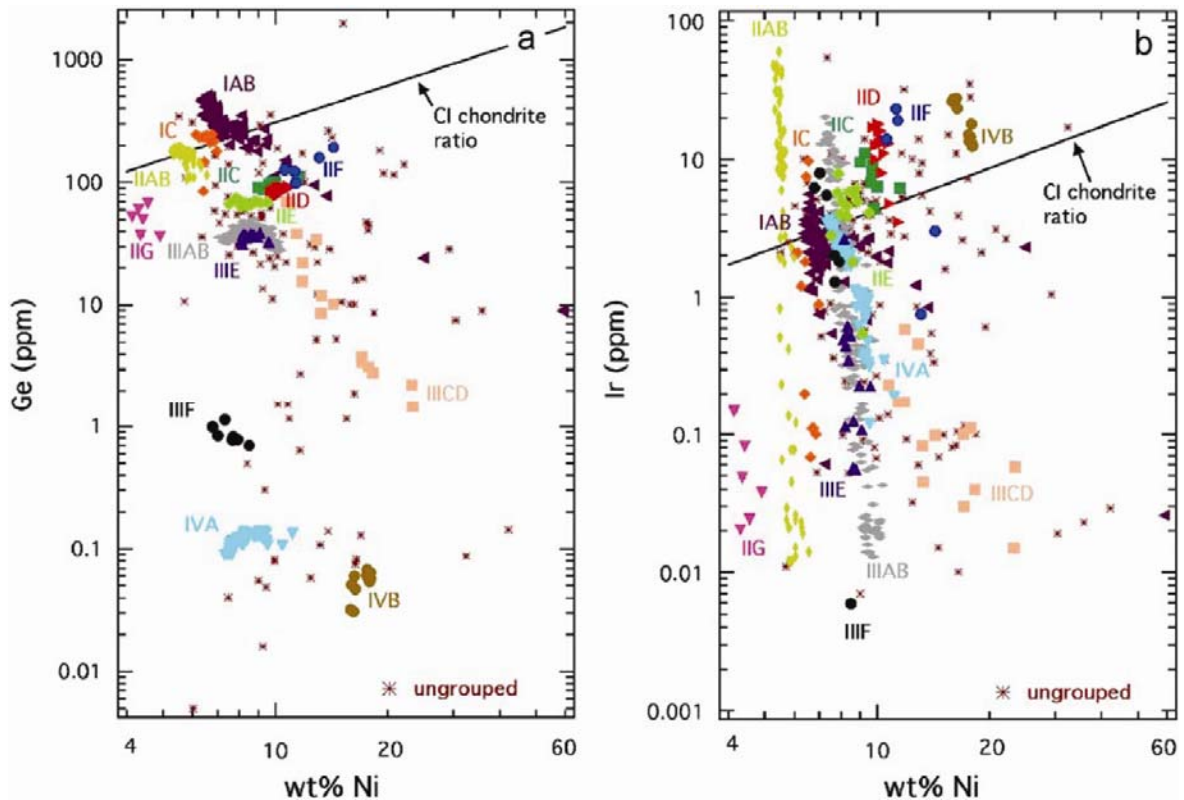 a
1000
100
10
1
0.1
0.01
Ge (ppm)
4
10
20
60
wt% Ni
CI chondrite
ratio
IAB
IC
IIAB
IIC
IIF
IID
IIE
IIG
IIIAB
IIIE
IIICD
IIIF
IVA
IVB
ungrouped
b
100
10
1
0.1
0.01
0.001
Ir (ppm)
4
10
20
60
wt% Ni
IIAB
IID
IIF
IIC
IVB
IC
CI chondrite
ratio
IAB
IIE
IVA
IIIE
IIICD
IIG
IIIAB
IIIF
ungrouped